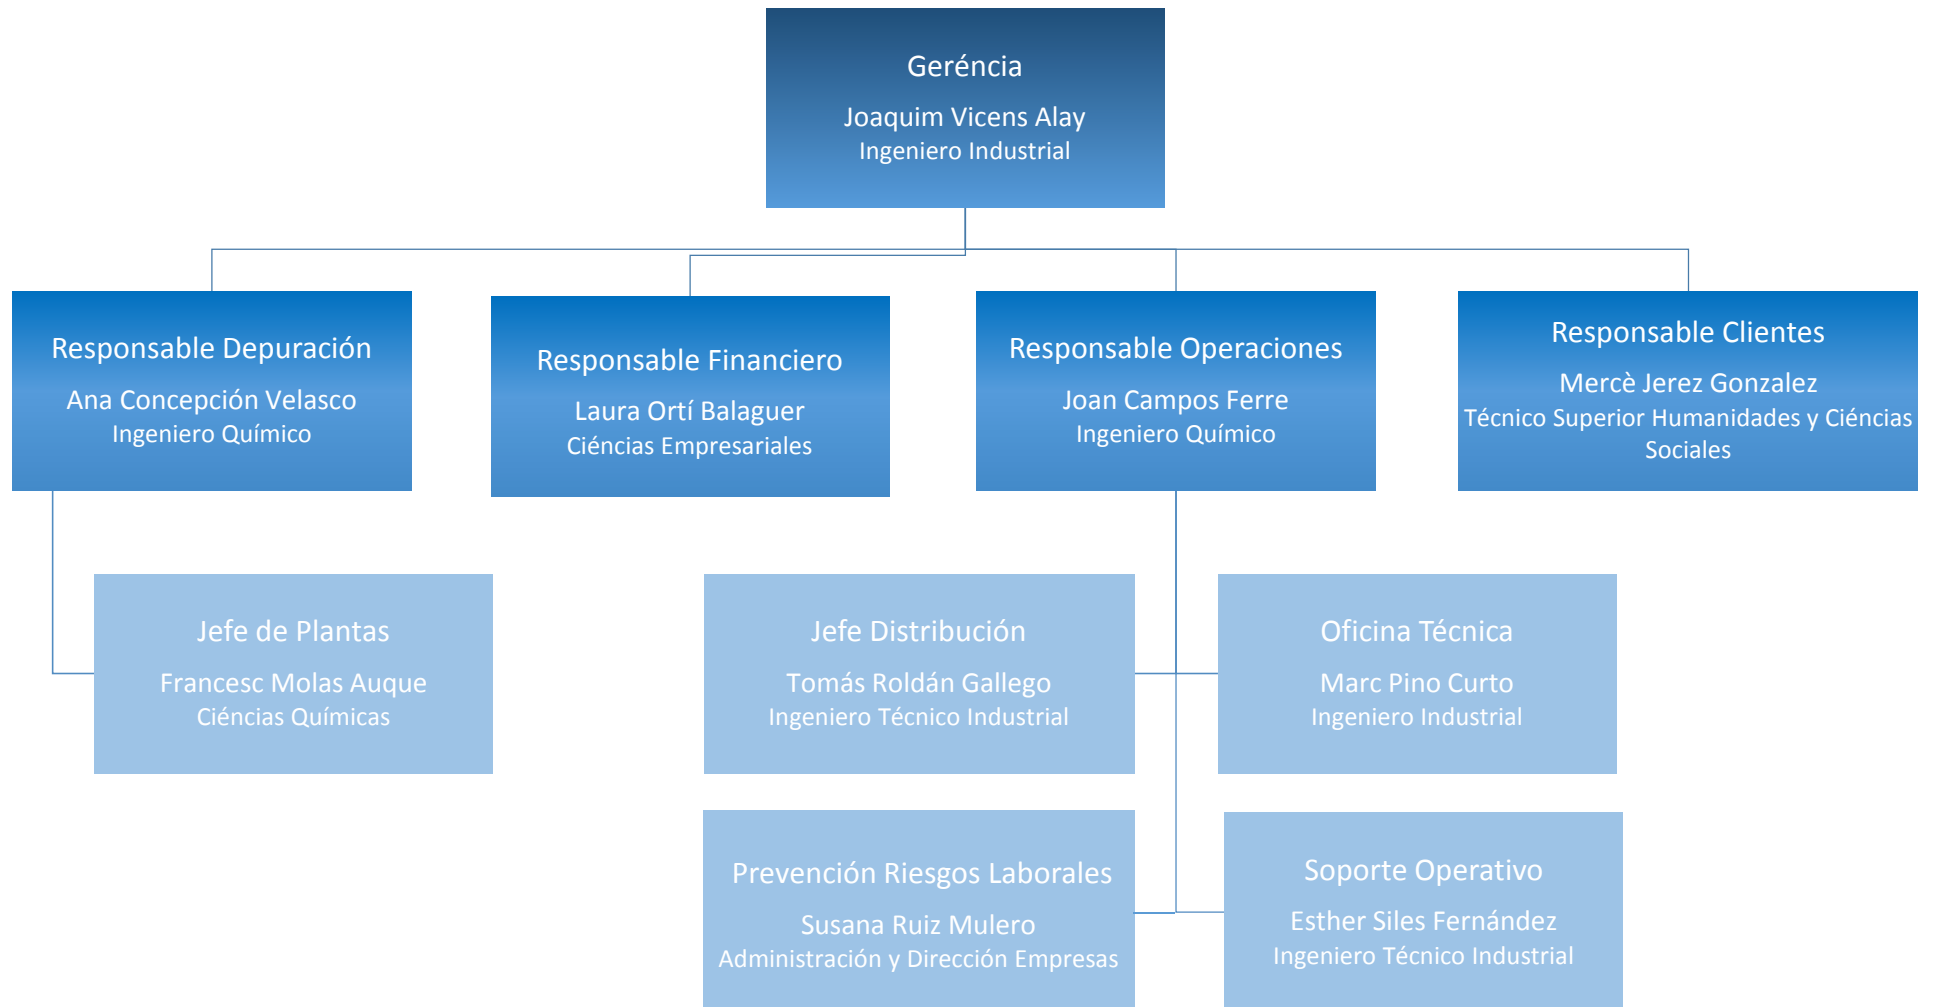 Geréncia
Joaquim Vicens Alay
Ingeniero Industrial
Responsable Depuración
Ana Concepción Velasco
Ingeniero Químico
Responsable Financiero
Laura Ortí Balaguer
Ciéncias Empresariales
Responsable Operaciones
Joan Campos Ferre
Ingeniero Químico
Responsable Clientes
Mercè Jerez Gonzalez
Técnico Superior Humanidades y Ciéncias
Sociales
Jefe de Plantas
Francesc Molas Auque
Ciéncias Químicas
Jefe Distribución
Tomás Roldán Gallego
Ingeniero Técnico Industrial
Oficina Técnica
Marc Pino Curto
Ingeniero Industrial
Prevención Riesgos Laborales
Susana Ruiz Mulero
Administración y Dirección Empresas
Soporte Operativo
Esther Siles Fernández
Ingeniero Técnico Industrial